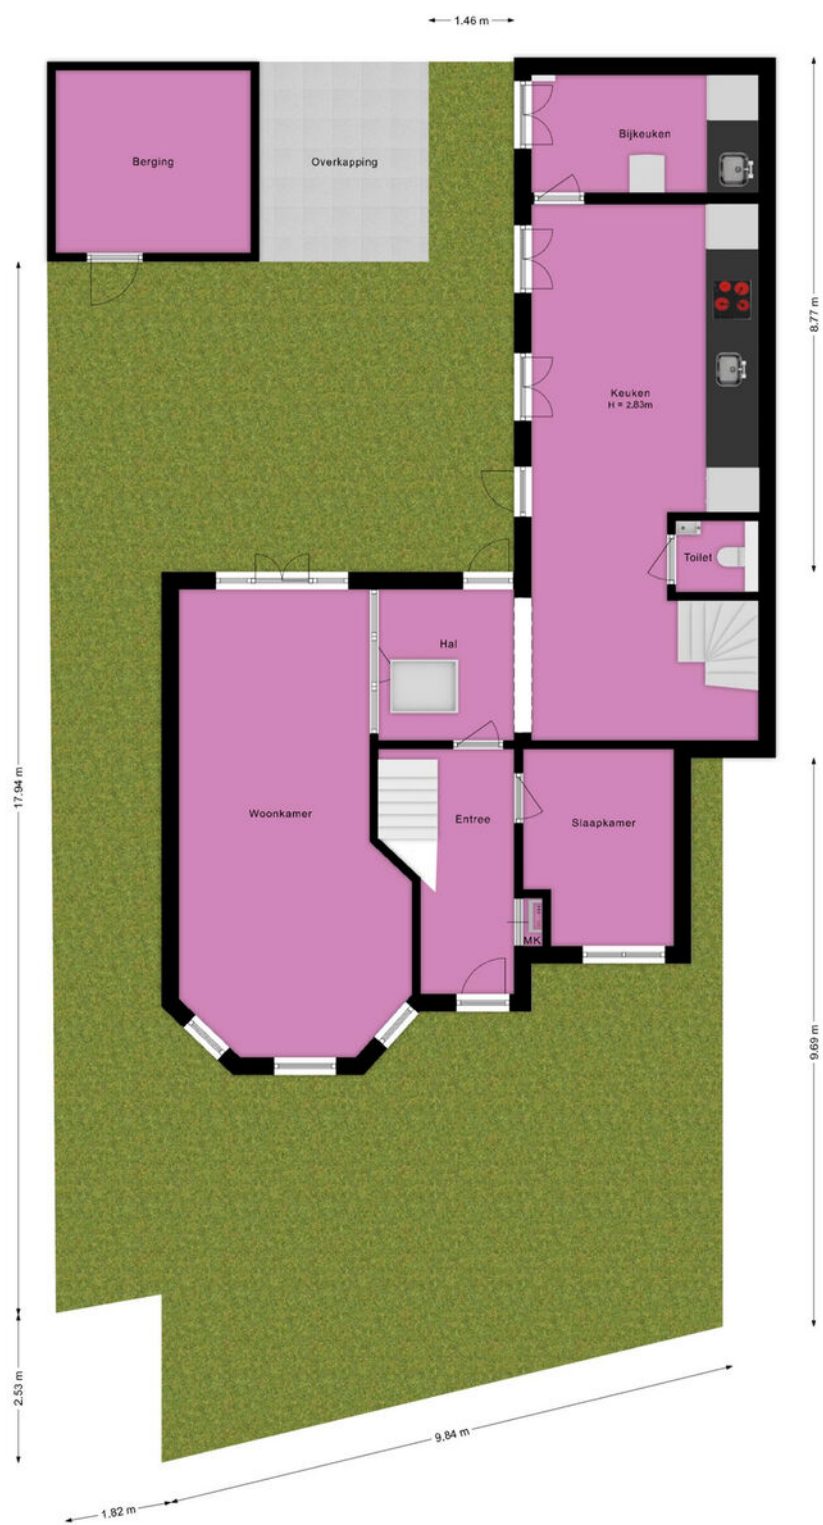 1.46 m
Berging
Overkapping
Bijkeuken
8.77 m
Keuken
H = 2.83m
Toilet
Hal
17.94 m
Woonkamer
Entree
Slaapkamer
MK
9.69 m
2.53 m
9.84 m
1.82 m